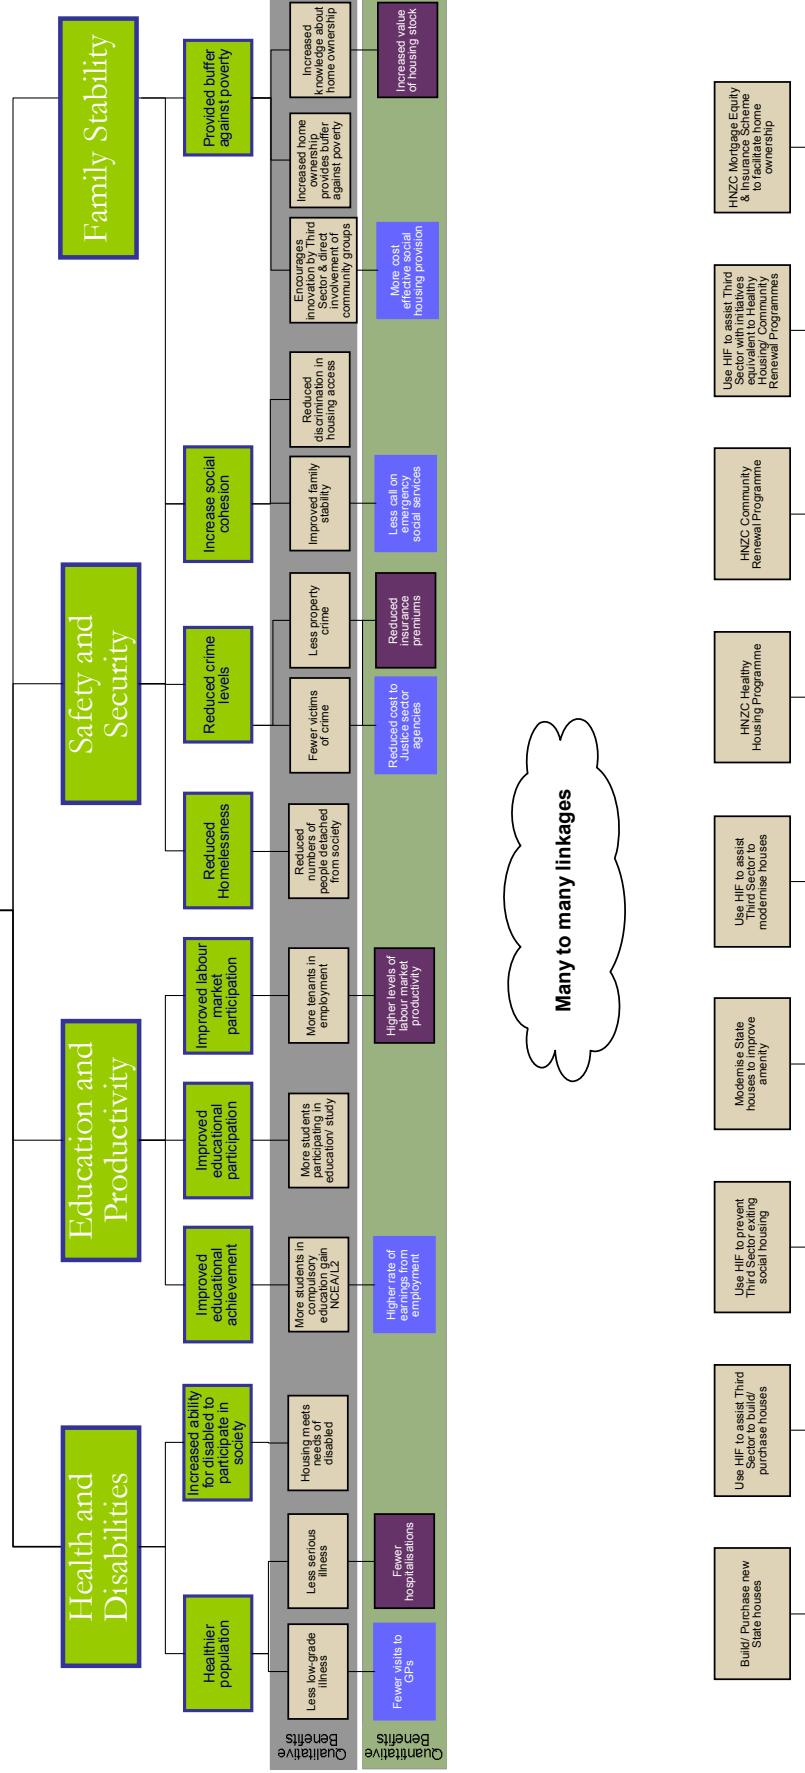 Health and
Disabilities
Education and
Productivity
Safety and
Security
Family Stability
Healthier
population
Increased ability
for disabled to
participate in
society
Improved
educational
achievement
Improved
educational
participation
Improved labour
market
participation
Reduced
Homelessness
Reduced crime
levels
Increase social
cohesion
Provided buffer
against poverty
Qualitative
Benefits
Less low-grade
illness
Less serious
illness
Housing meets
needs of
disabled
More students in
compulsory
education gain
NCEA/L2
More students
participating in
education/ study
More tenants in
employment
Reduced
numbers of
people detached
from society
Fewer victims
of crime
Less property
crime
Improved family
stability
Reduced
discrimination in
housing access
Encourages
innovation by Third
Sector & direct
involvement of
community groups
Increased home
ownership
provides buffer
against poverty
Increased
knowledge about
home ownership
Quantitative
Benefits
Fewer visits to
GPs
Fewer
hospitalisations
Higher rate of
earnings from
employment
Higher levels of
labour market
productivity
Reduced cost to
Justice sector
agencies
Reduced
insurance
premiums
Less call on
emergency
social services
More cost
effective social
housing provision
Increased value
of housing stock
Many to many linkages
Build/ Purchase new
State houses
Use HIF to assist Third
Sector to build/
purchase houses
Use HIF to prevent
Third Sector exiting
social housing
Modernise State
houses to improve
amenity
Use HIF to assist
Third Sector to
modernise houses
HNZC Healthy
Housing Programme
HNZC Community
Renewal Programme
Use HIF to assist Third
Sector with initiatives
equivalent to Healthy
Housing/ Community
Renewal Programmes
HNZC Mortgage Equity
& Insurance Scheme
to facilitate home
ownership